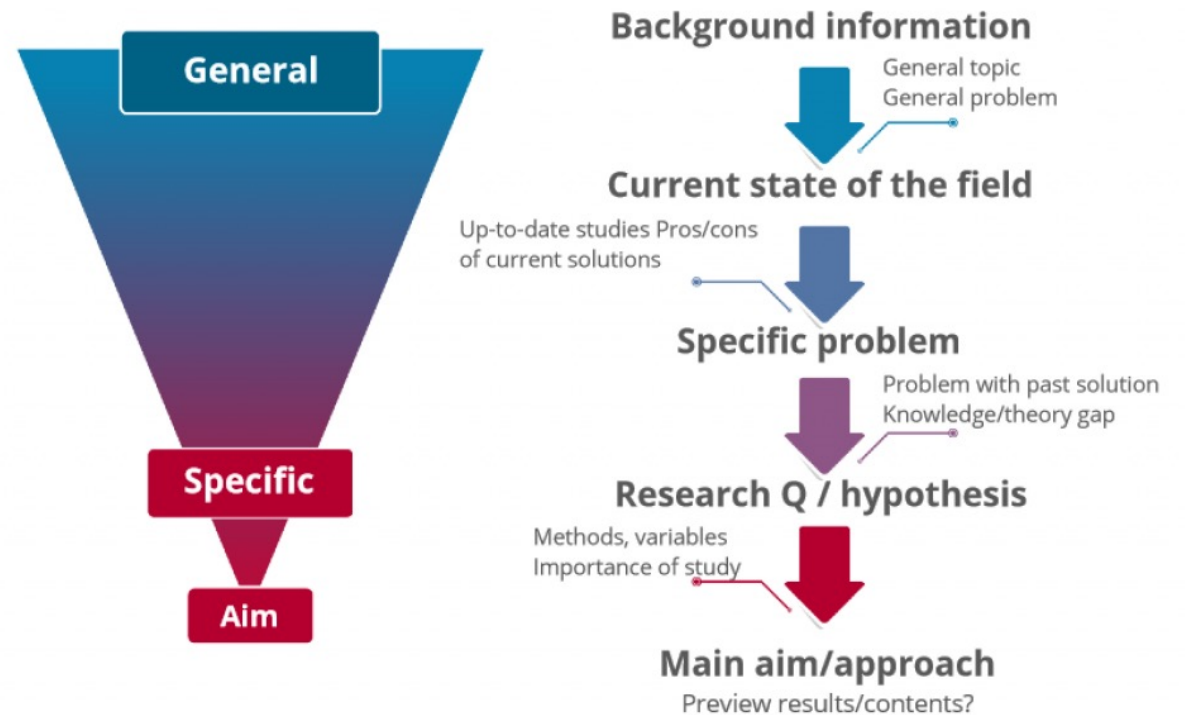 General
Specific
Aim
Background information
General topic
General problem
Current state of the field
Up-to-date studies Pros/cons
of current solutions
Specific problem
Problem with past solution
Knowledge/theory gap
Research Q / hypothesis
Methods, variables
Importance of study
Main aim/approach
Preview results/contents?